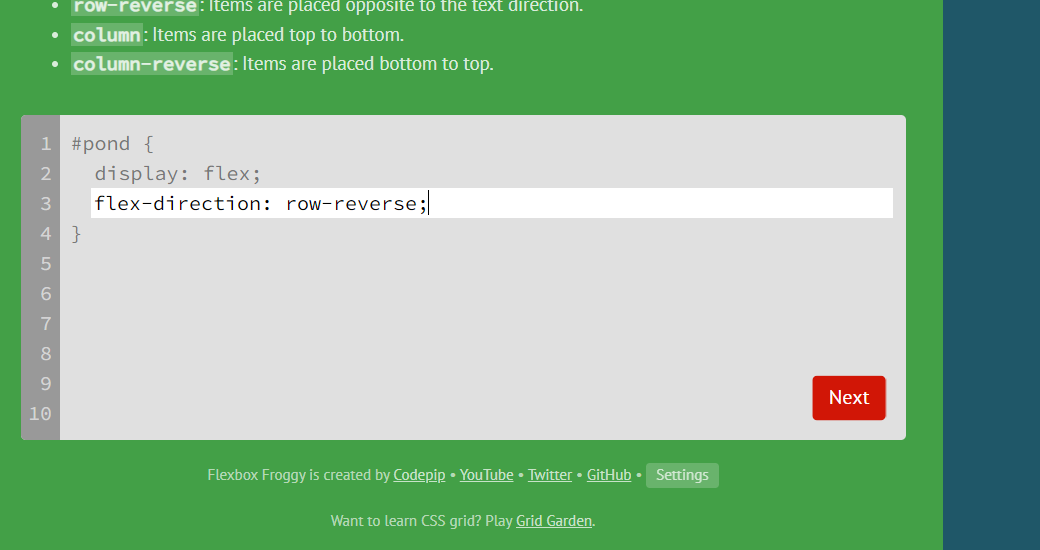 row-reverse: Items are placed opposite to the text direction.
column: Items are placed top to bottom.
column-reverse: Items are placed bottom to top.
1 #pond {
2 display: flex;
3 flex-direction: row-reverse;
4 }
5
6
7
8
9
10
Next
Flexbox Froggy is created by Codepip • YouTube • Twitter • GitHub • Settings
Want to learn CSS grid? Play Grid Garden.